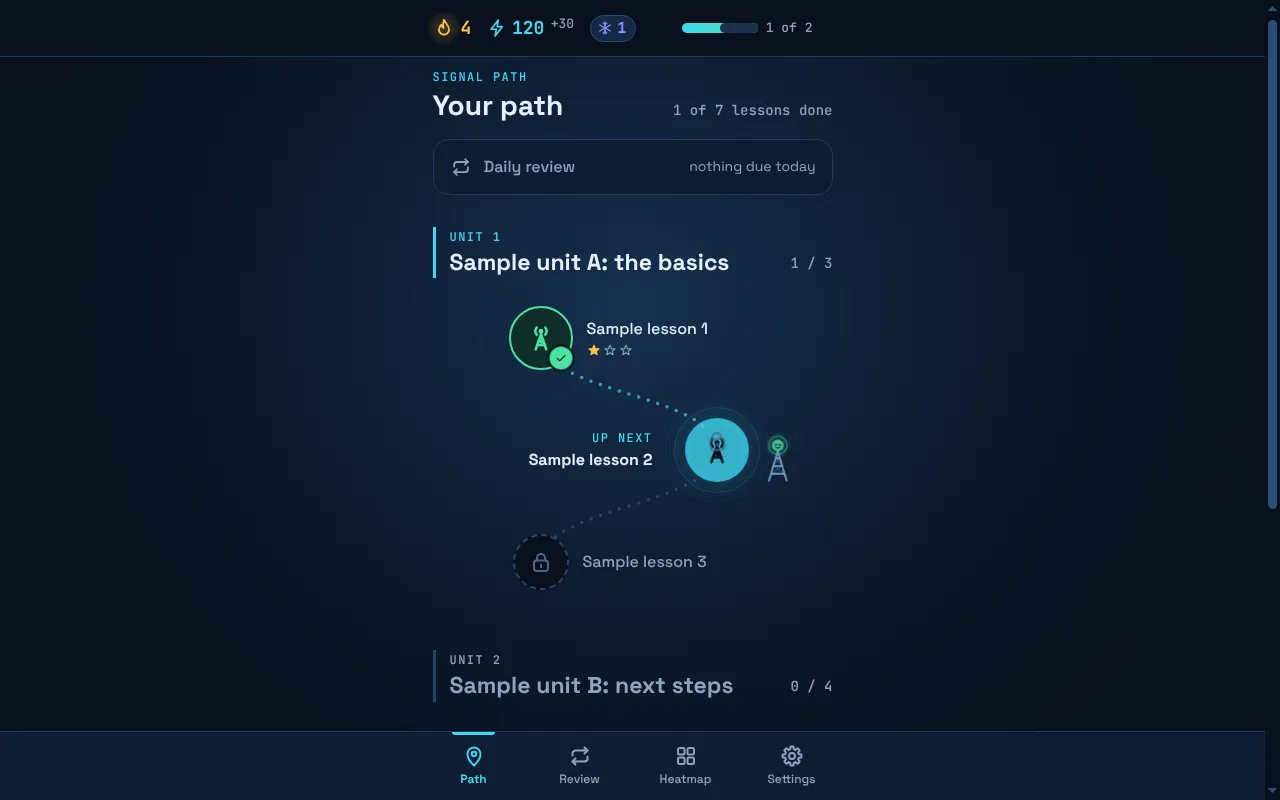 4 120 +30 1 1 of 2
SIGNAL PATH
Your path
1 of 7 lessons done
Daily review
nothing due today
UNIT 1
Sample unit A: the basics
1 / 3
Sample lesson 1
UP NEXT
Sample lesson 2
Sample lesson 3
UNIT 2
Sample unit B: next steps
0 / 4
Path
Review
Heatmap
Settings